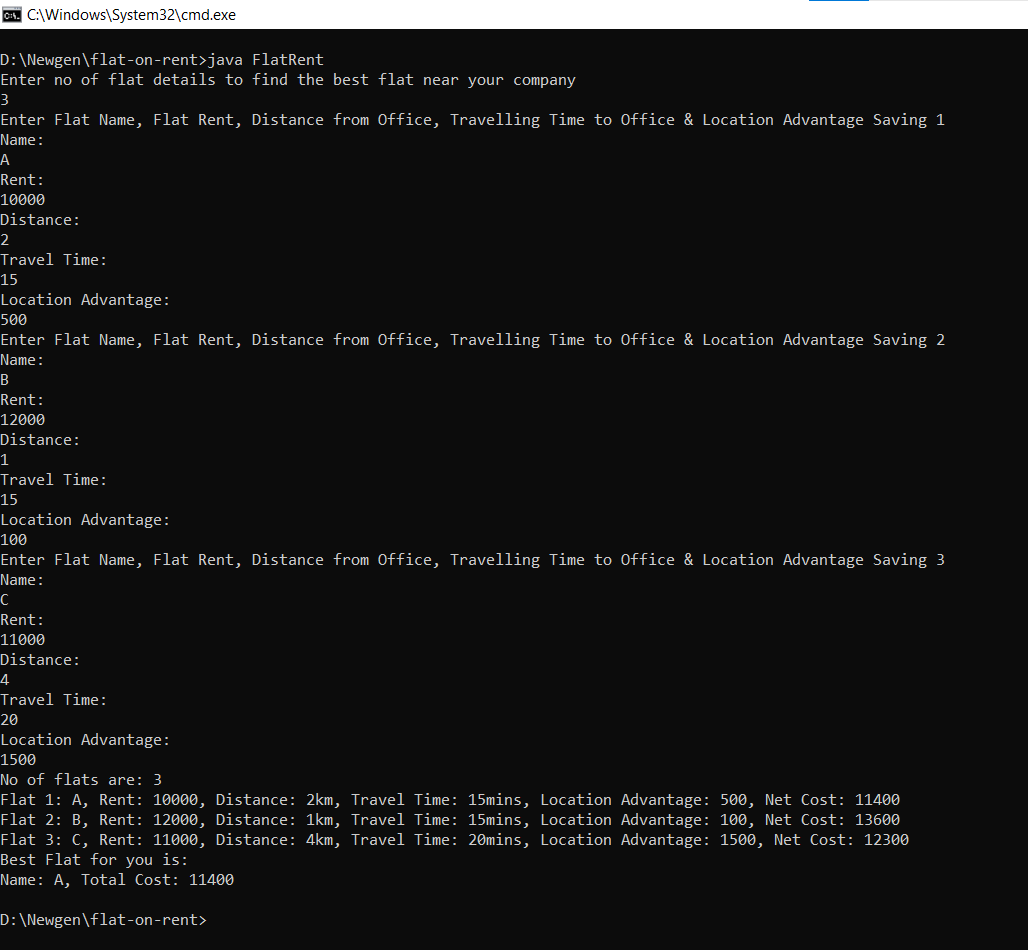 C:\Windows\System32\cmd.exe
D:\Newgen\flat-on-rent>java FlatRent
Enter no of flat details to find the best flat near your company
3
Enter Flat Name, Flat Rent, Distance from Office, Travelling Time to Office & Location Advantage Saving 1
Name:
A
Rent:
10000
Distance:
2
Travel Time:
15
Location Advantage:
500
Enter Flat Name, Flat Rent, Distance from Office, Travelling Time to Office & Location Advantage Saving 2
Name:
B
Rent:
12000
Distance:
1
Travel Time:
15
Location Advantage:
100
Enter Flat Name, Flat Rent, Distance from Office, Travelling Time to Office & Location Advantage Saving 3
Name:
C
Rent:
11000
Distance:
4
Travel Time:
20
Location Advantage:
1500
No of flats are: 3
Flat 1: A, Rent: 10000, Distance: 2km, Travel Time: 15mins, Location Advantage: 500, Net Cost: 11400
Flat 2: B, Rent: 12000, Distance: 1km, Travel Time: 15mins, Location Advantage: 100, Net Cost: 13600
Flat 3: C, Rent: 11000, Distance: 4km, Travel Time: 20mins, Location Advantage: 1500, Net Cost: 12300
Best Flat for you is:
Name: A, Total Cost: 11400
D:\Newgen\flat-on-rent>